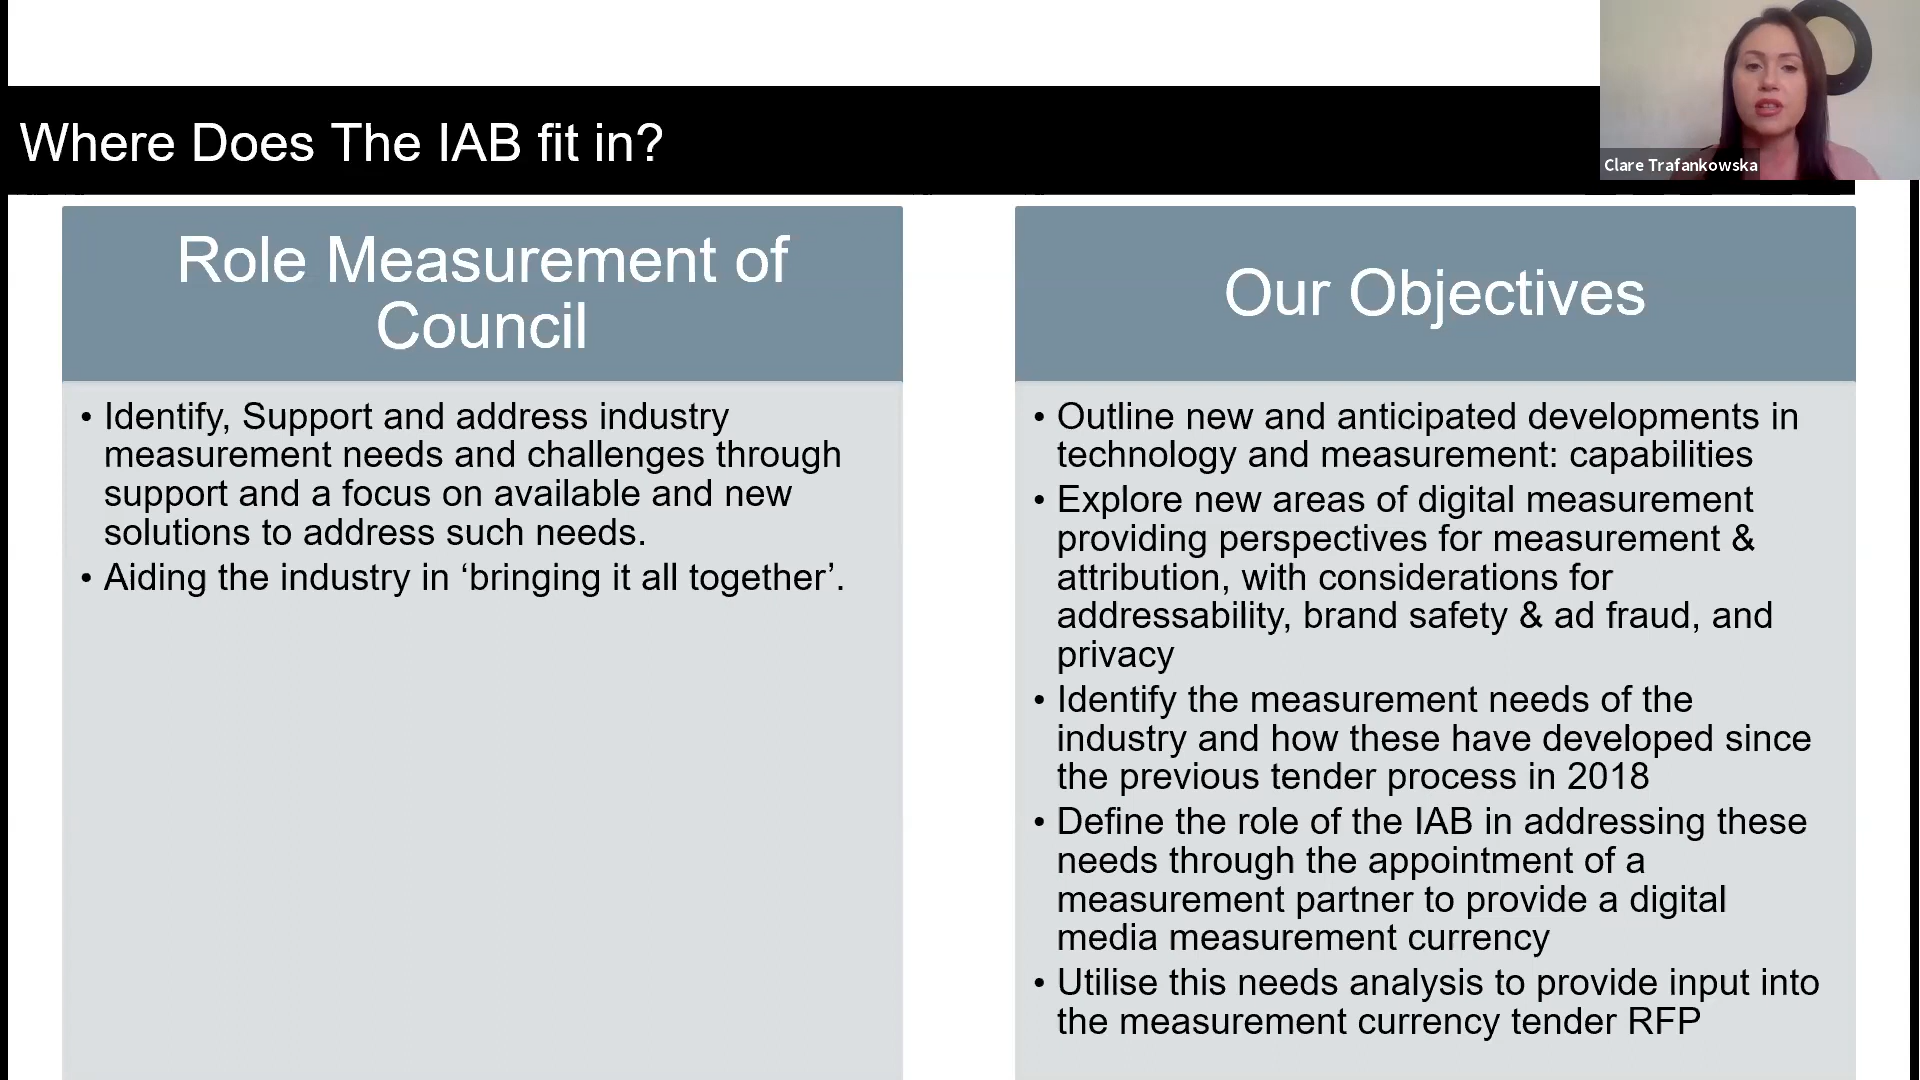 Where Does The IAB fit in?
Clare Trafankowska
Role Measurement of
Council
• Identify, Support and address industry
measurement needs and challenges through
support and a focus on available and new
solutions to address such needs.
• Aiding the industry in ‘bringing it all together’.
Our Objectives
• Outline new and anticipated developments in
technology and measurement: capabilities
• Explore new areas of digital measurement
providing perspectives for measurement &
attribution, with considerations for
addressability, brand safety & ad fraud, and
privacy
• Identify the measurement needs of the
industry and how these have developed since
the previous tender process in 2018
• Define the role of the IAB in addressing these
needs through the appointment of a
measurement partner to provide a digital
media measurement currency
• Utilise this needs analysis to provide input into
the measurement currency tender RFP